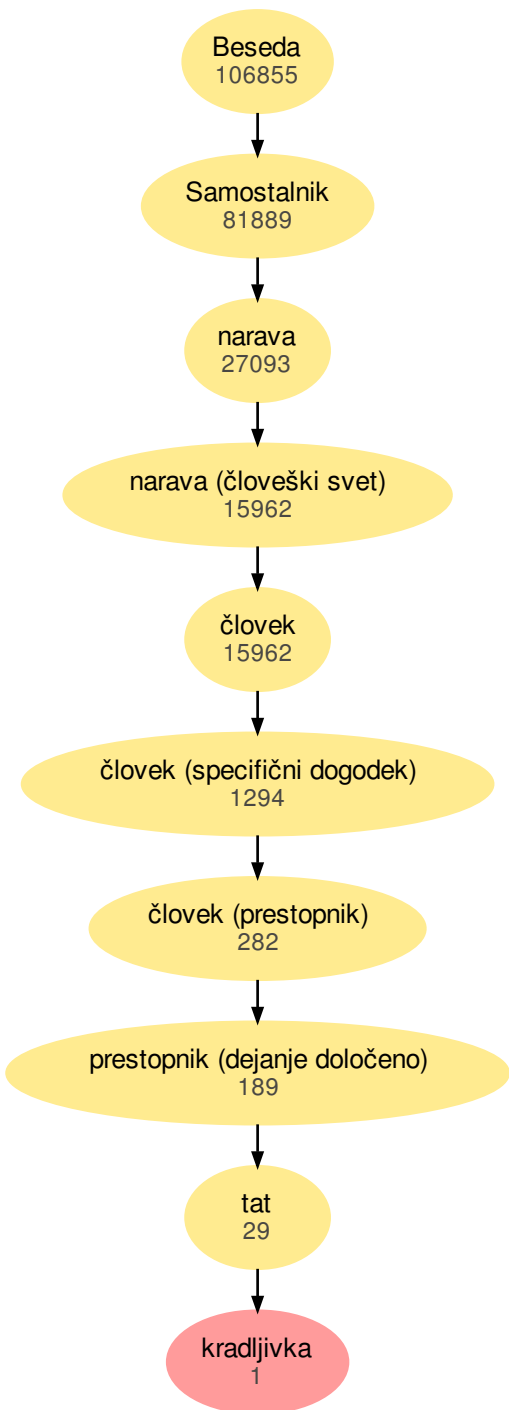 Beseda
106855
Samostalnik
81889
narava
27093
narava (človeški svet)
15962
človek
15962
človek (specifični dogodek)
1294
človek (prestopnik)
282
prestopnik (dejanje določeno)
189
tat
29
kradljivka
1